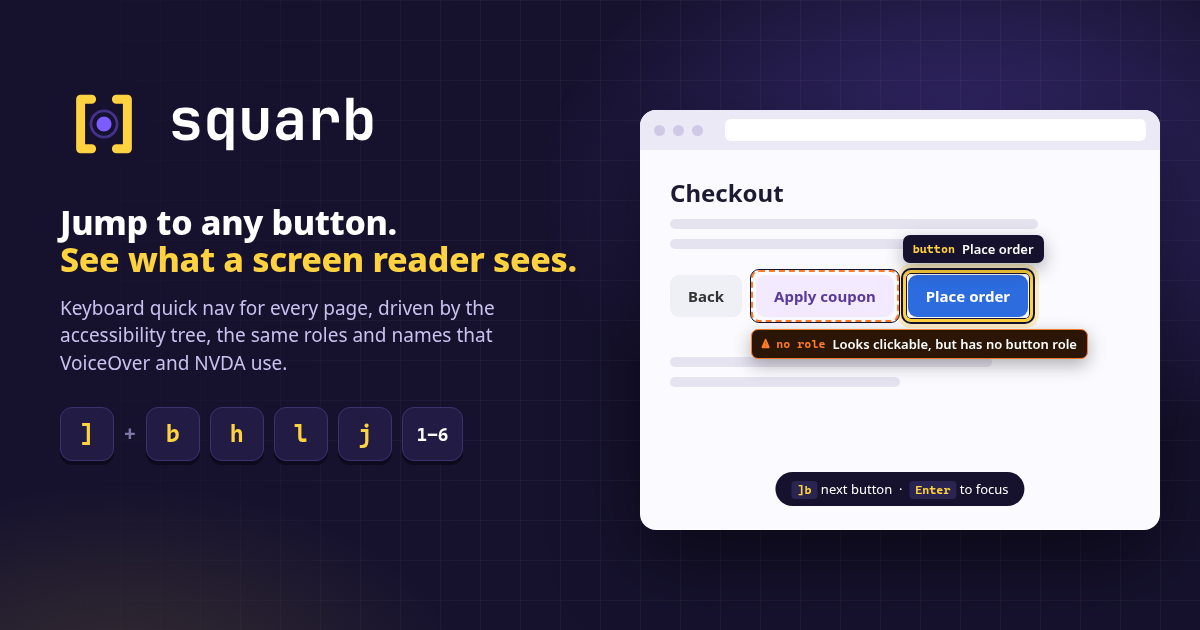 squarb
Jump to any button.
See what a screen reader sees.
Keyboard quick nav for every page, driven by the
accessibility tree, the same roles and names that
VoiceOver and NVDA use.
] + b h l j 1–6
Checkout
button Place order
Back Apply coupon Place order
no role Looks clickable, but has no button role
]b next button · Enter to focus